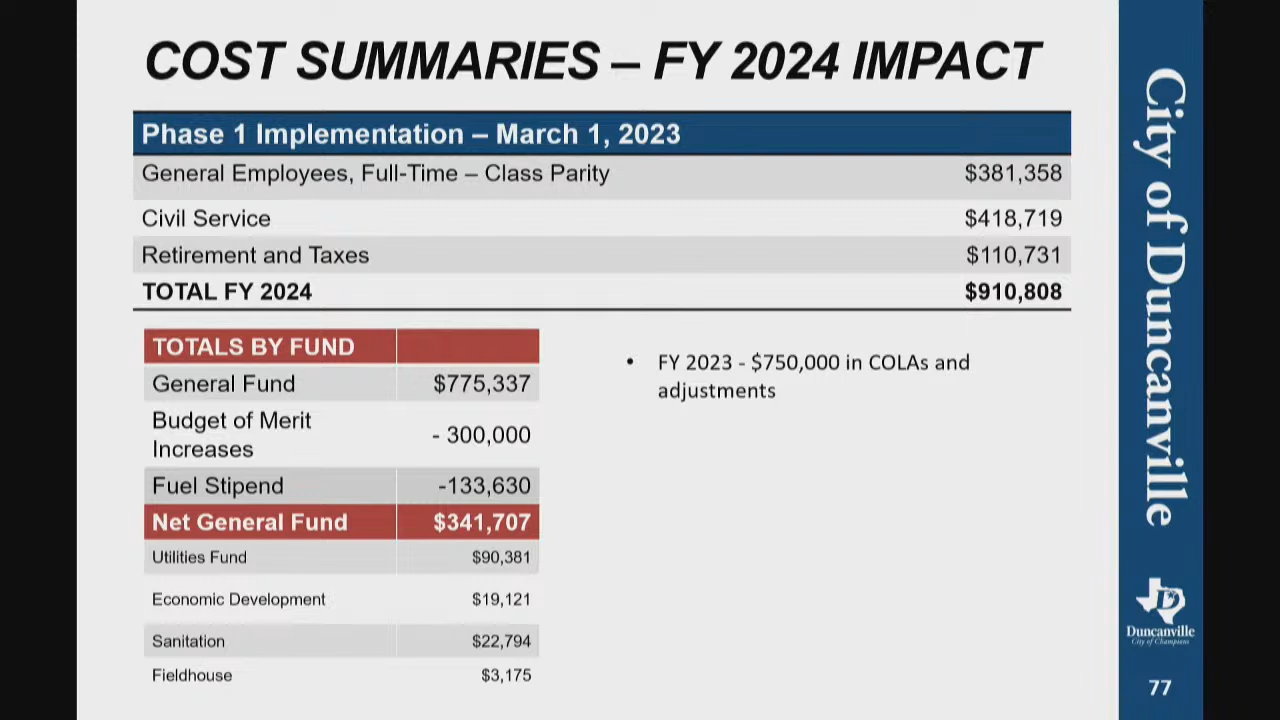 COST SUMMARIES – FY 2024 IMPACT
Phase 1 Implementation – March 1, 2023
General Employees, Full-Time – Class Parity $381,358
Civil Service $418,719
Retirement and Taxes $110,731
TOTAL FY 2024 $910,808
TOTALS BY FUND
General Fund $775,337
Budget of Merit
Increases - 300,000
Fuel Stipend -133,630
Net General Fund $341,707
Utilities Fund $90,381
Economic Development $19,121
Sanitation $22,794
Fieldhouse $3,175
• FY 2023 - $750,000 in COLAs and
adjustments
City of Duncanville
D
Duncanville
City of Champions
77